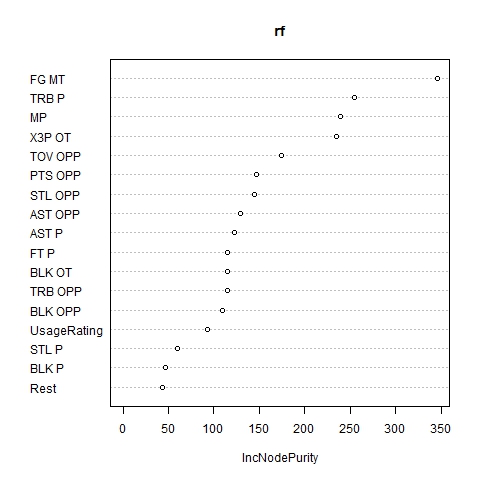 rf
FG MT
TRB P
MP
X3P OT
TOV OPP
PTS OPP
STL OPP
AST OPP
AST P
FT P
BLK OT
TRB OPP
BLK OPP
UsageRating
STL P
BLK P
Rest
0 50 100 150 200 250 300 350
IncNodePurity